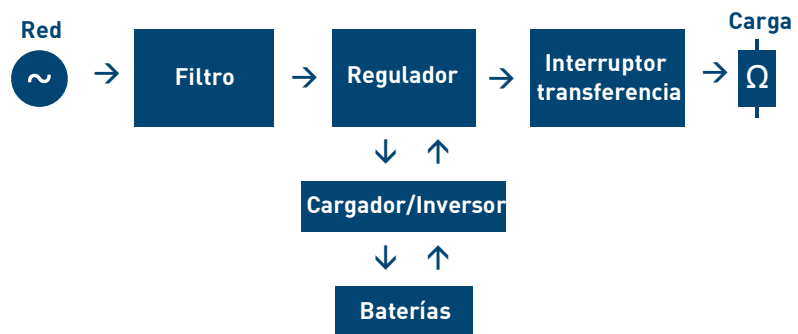 Red
~
Filtro
Regulador
Interruptor
transferencia
Carga
Ω
Cargador/Inversor
Baterías